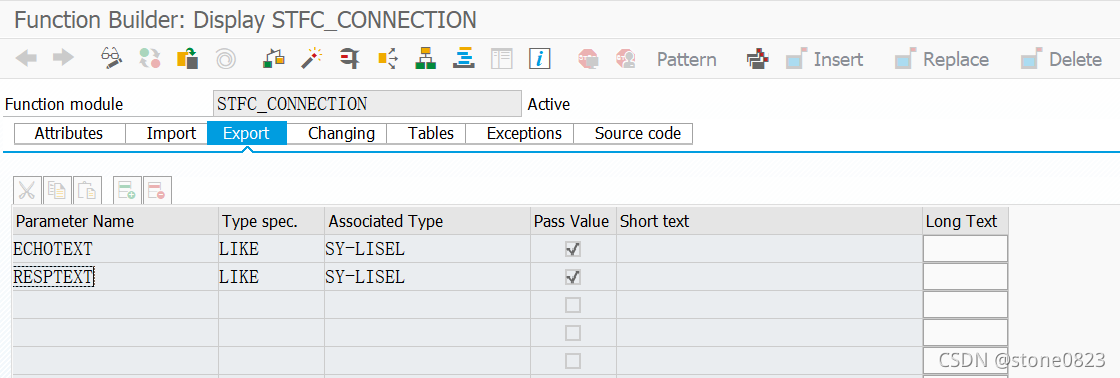 Function Builder: Display STFC_CONNECTION
Pattern Insert Replace Delete
Function module STFC_CONNECTION Active
Attributes Import Export Changing Tables Exceptions Source code
Parameter Name Type spec. Associated Type Pass Value Short text Long Text
ECHOTEXT LIKE SY-LISEL
RESPTEXT LIKE SY-LISEL
CSDN @stone0823